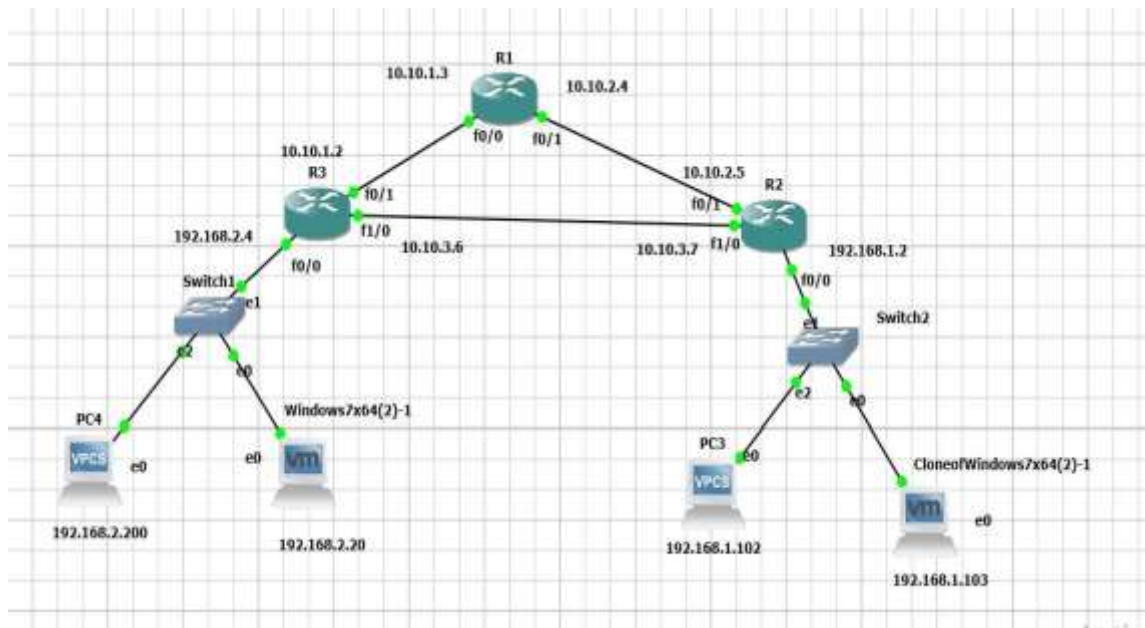 R1
10.10.1.3
10.10.2.4
f0/0
f0/1
10.10.1.2
R3
f0/1
f1/0
10.10.3.6
10.10.2.5
R2
f0/1
f1/0
10.10.3.7
192.168.1.2
f0/0
192.168.2.4
f0/0
Switch1
e1
e2
e0
Switch2
e1
e2
e0
PC4
VPCS
e0
192.168.2.200
Windows7x64(2)-1
e0
vm
192.168.2.20
PC3
e0
VPCS
192.168.1.102
CloneofWindows7x64(2)-1
vm
e0
192.168.1.103